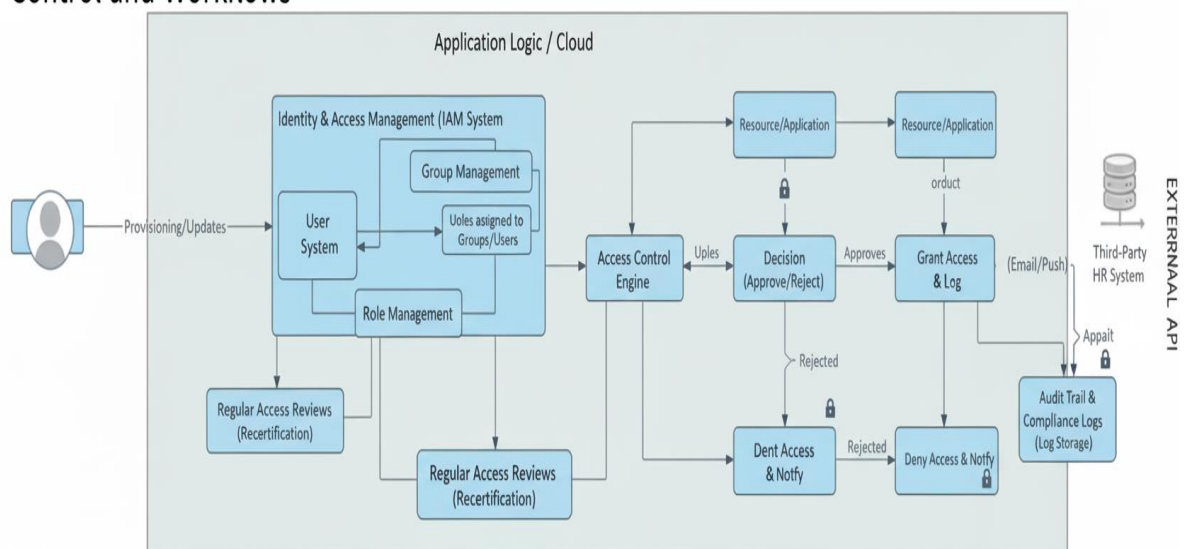 Control and Workflows
Application Logic / Cloud
Identity & Access Management (IAM System
Group Management
User
System
Uoles assigned to
Groups/Users
Role Management
Provisioning/Updates
Resource/Application
Resource/Application
orduct
Access Control
Engine
Uples
Decision
(Approve/Reject)
Approves
Grant Access
& Log
(Email/Push)
Third-Party
HR System
EXTERRNAAL API
Appait
Rejected
Regular Access Reviews
(Recertification)
Regular Access Reviews
(Recertification)
Dent Access
& Notfy
Rejected
Deny Access & Notfy
Audit Trail &
Compliance Logs
(Log Storage)